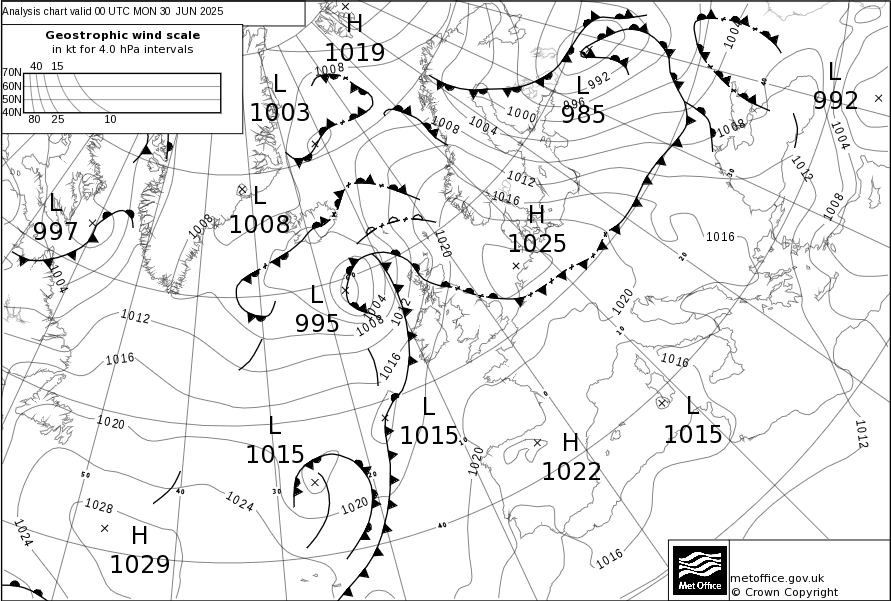 Analysis chart valid 00 UTC MON 30 JUN 2025
Geostrophic wind scale
in kt for 4.0 hPa intervals
40 15
70N
60N
50N
40N
80 25 10
H
1019
1008
L
1003
L
985
992
996
1000
1004
1008
1004
L
992
1008
1004
1012
1008
1012
1016
L
997
L
1008
1008
H
1025
1020
1016
1004
L
995
1004
1012
1008
1020
1012
1016
1016
1016
1020
L
1015
L
1015
L
1015
H
1022
1012
1020
1028
1024
1020
1024
H
1029
1016
50
40
30
20
10
0
10
20
30
40
40
Met Office
metoffice.gov.uk
© Crown Copyright